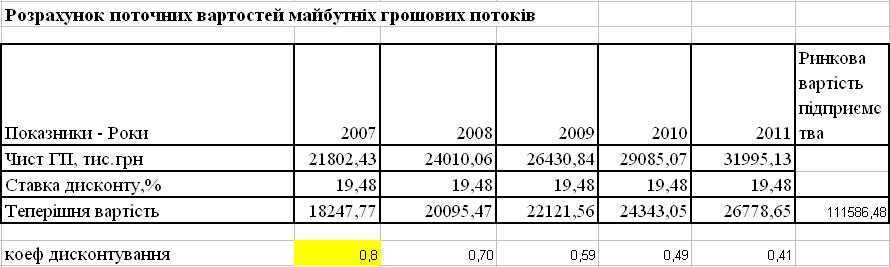 Розрахунок поточних вартостей майбутніх грошових потоків
Ринкова
вартість
підприємс
Показники - Роки 2007 2008 2009 2010 2011 тва
Чист ГП, тис.грн 21802,43 24010,06 26430,84 29085,07 31995,13
Ставка дисконту,% 19,48 19,48 19,48 19,48 19,48
Теперішня вартість 18247,77 20095,47 22121,56 24343,05 26778,65 111586,48
коеф дисконтування 0,8 0,70 0,59 0,49 0,41